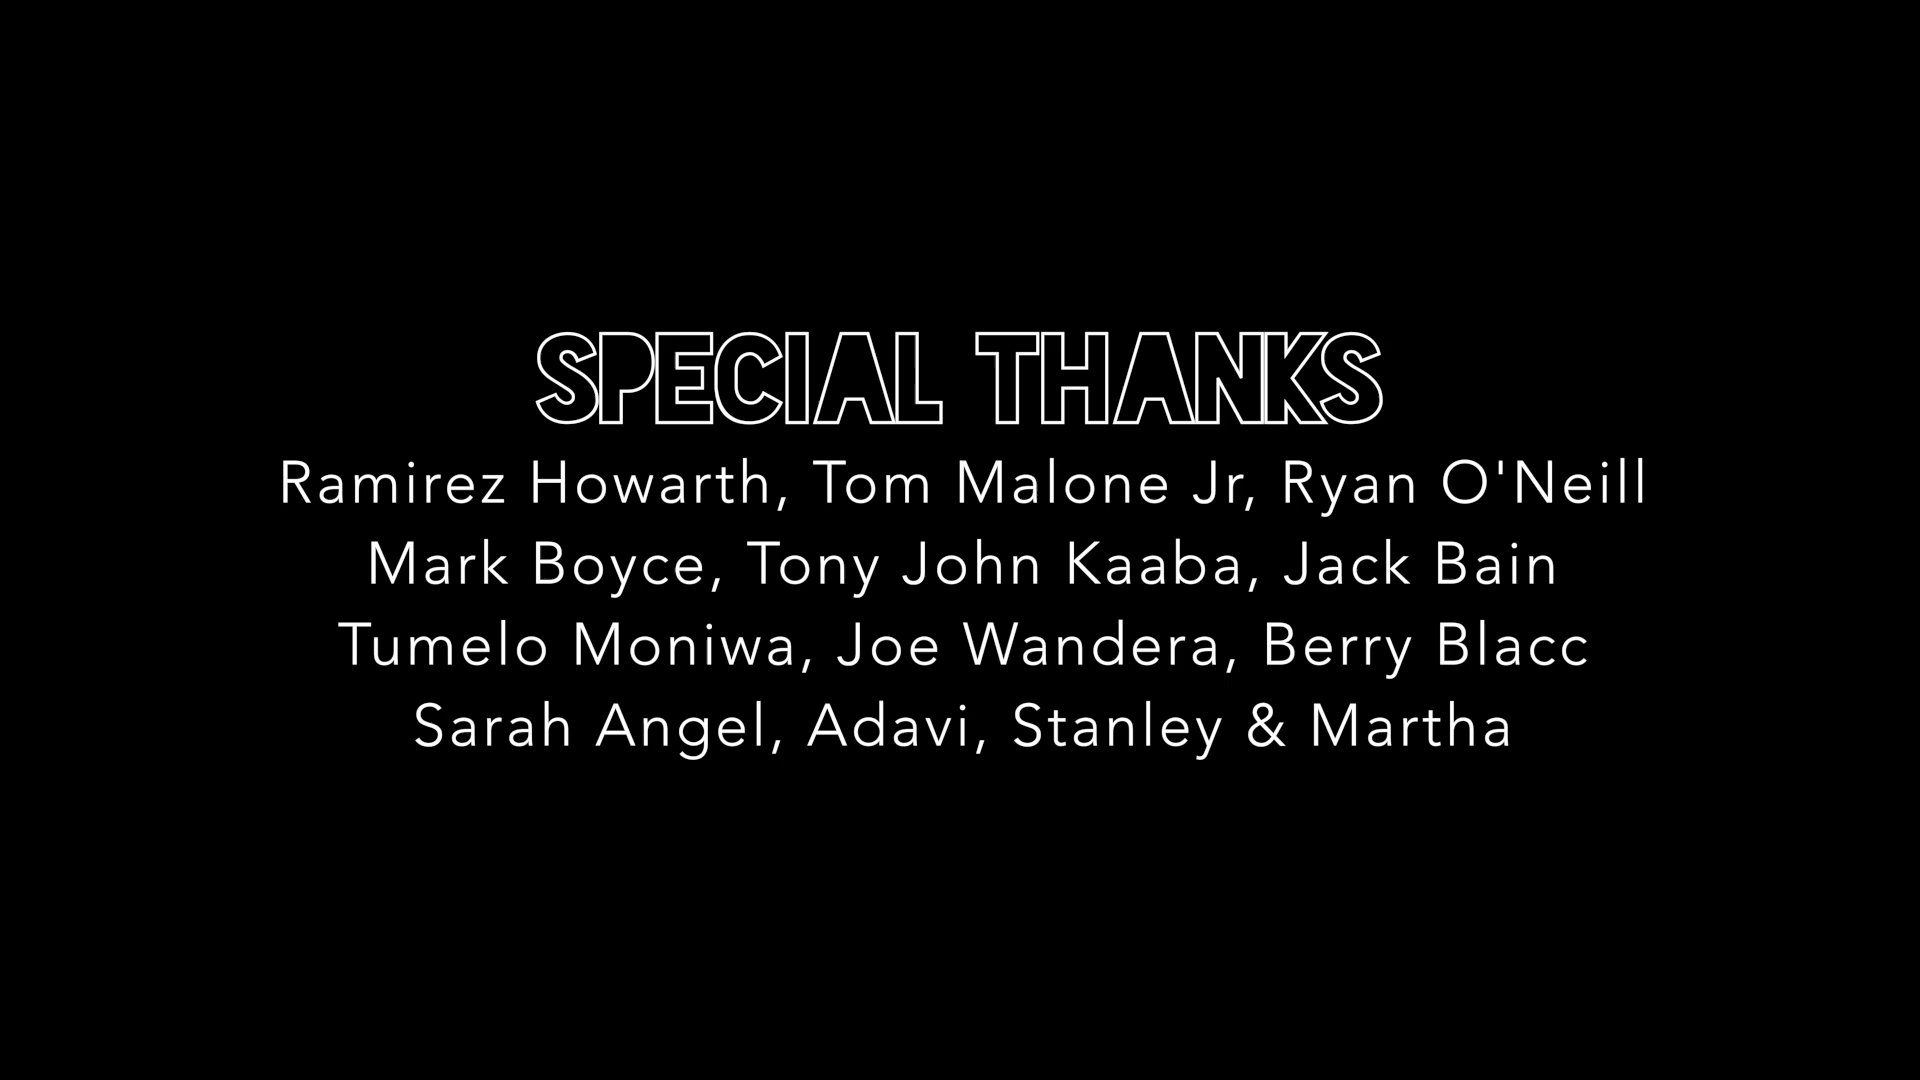 SPECIAL THANKS
Ramirez Howarth, Tom Malone Jr, Ryan O'Neill
Mark Boyce, Tony John Kaaba, Jack Bain
Tumelo Moniwa, Joe Wandera, Berry Blacc
Sarah Angel, Adavi, Stanley & Martha